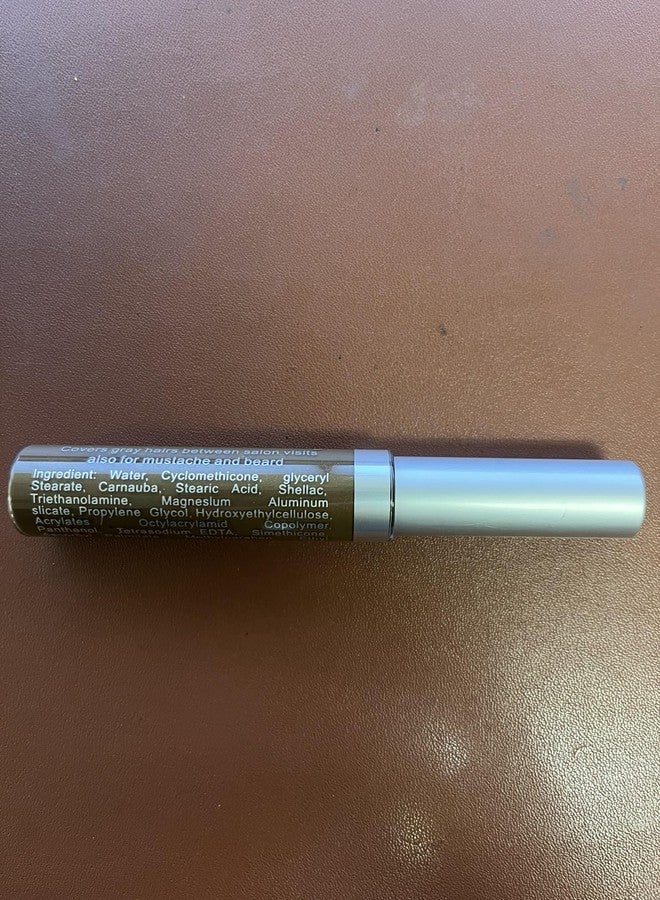 Covers gray hairs between salon visits
also for mustache and beard
Ingredient: Water, Cyclomethicone, glyceryl
Stearate, Carnauba, Stearic Acid, Shellac,
Triethanolamine, Magnesium Aluminum
slicate, Propylene Glycol, Hydroxyethylcellulose,
Acrylates Octylacrylamid Copolymer,
Panthenol, Tetrasodium EDTA, Simethicone